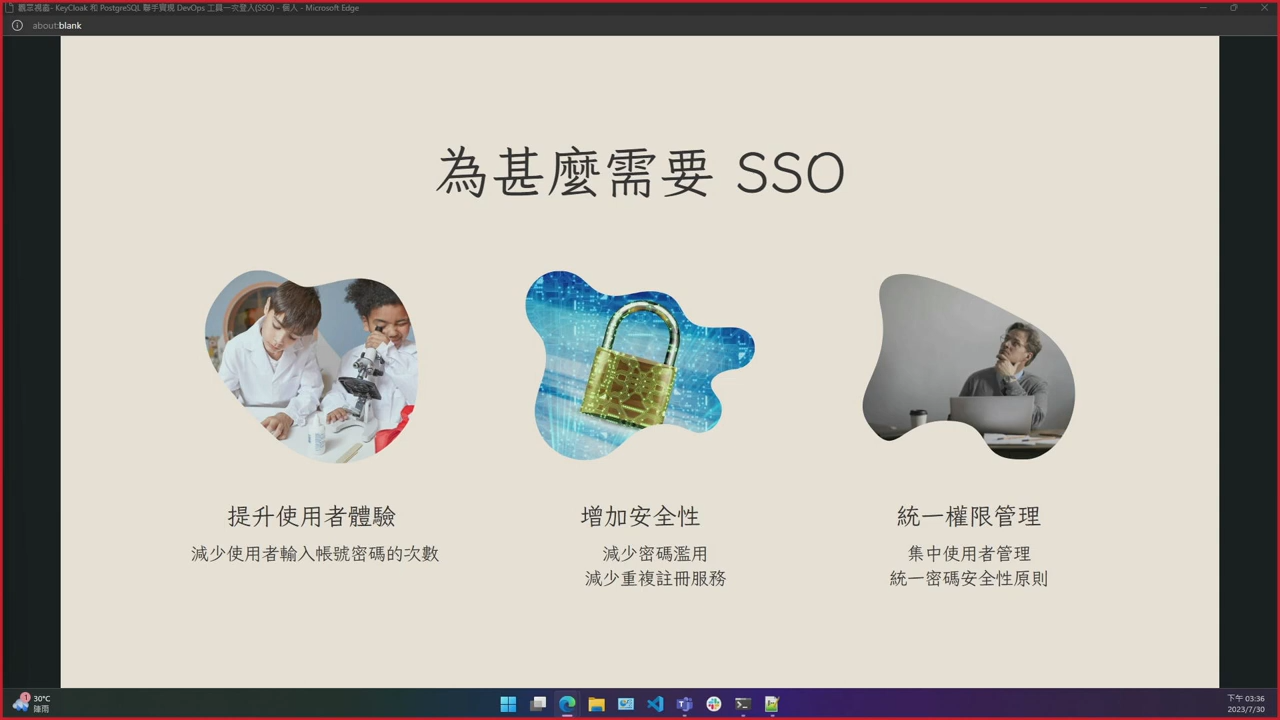 觀眾視窗- KeyCloak 和 PostgreSQL 聯手實現 DevOps 工具一次登入(SSO) - 個人 - Microsoft Edge
about:blank
為甚麼需要 SSO
提升使用者體驗
減少使用者輸入帳號密碼的次數
增加安全性
減少密碼濫用
減少重複註冊服務
統一權限管理
集中使用者管理
統一密碼安全性原則
1
30°C
陣雨
下午 03:36
2023/7/30